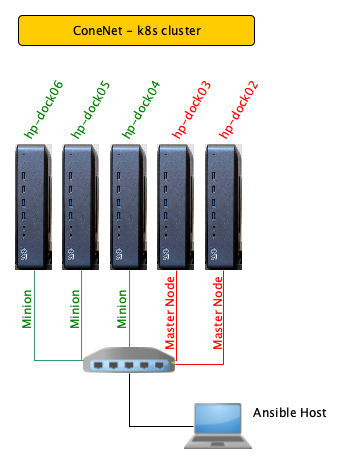 ConeNet - k8s cluster
hp-dock06
hp-dock05
hp-dock04
hp-dock03
hp-dock02
Minion
Minion
Minion
Master Node
Master Node
Ansible Host